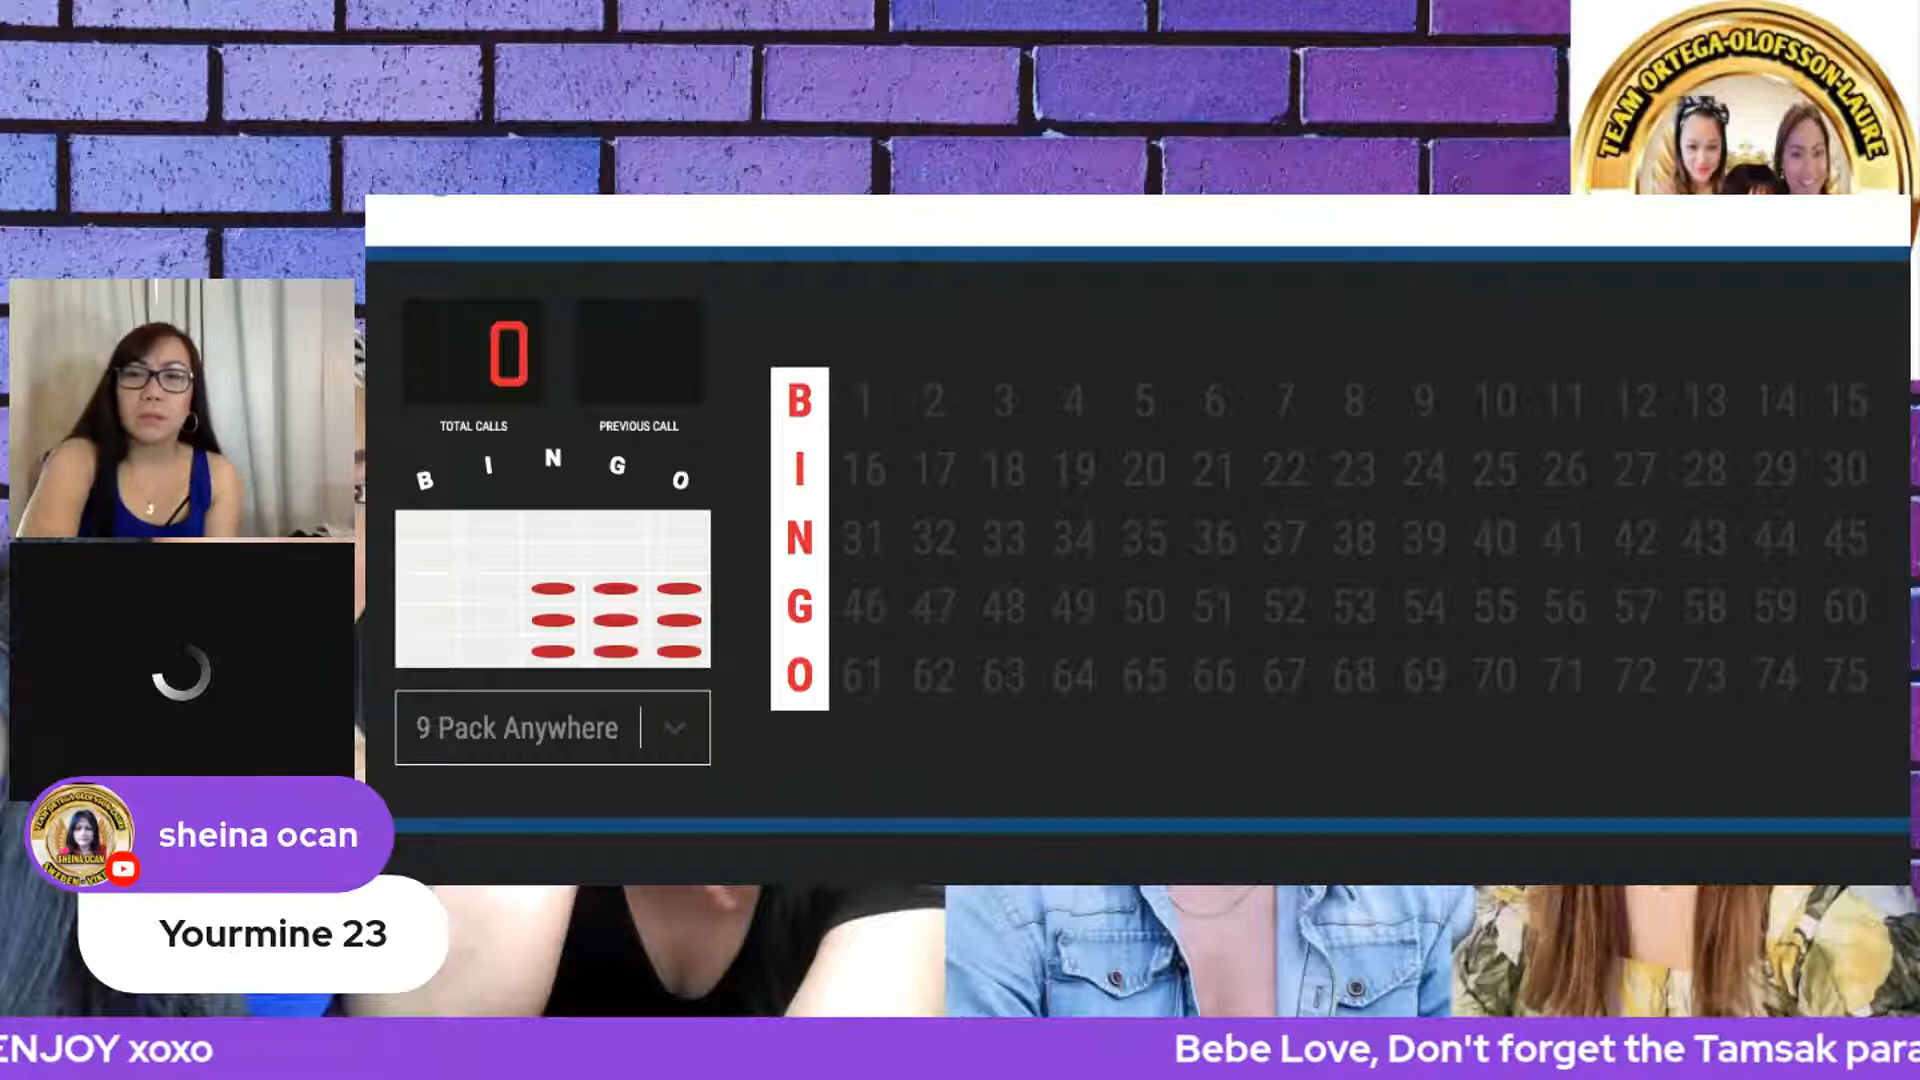 TEAM ORTEGA-OLOFSSON-LAURE
0
TOTAL CALLS
PREVIOUS CALL
B I N G O
9 Pack Anywhere
B 1 2 3 4 5 6 7 8 9 10 11 12 13 14 15
I 16 17 18 19 20 21 22 23 24 25 26 27 28 29 30
N 31 32 33 34 35 36 37 38 39 40 41 42 43 44 45
G 46 47 48 49 50 51 52 53 54 55 56 57 58 59 60
O 61 62 63 64 65 66 67 68 69 70 71 72 73 74 75
SHEINA OCAN
sheina ocan
Yourmine 23
ENJOY xoxo
Bebe Love, Don't forget the Tamsak para